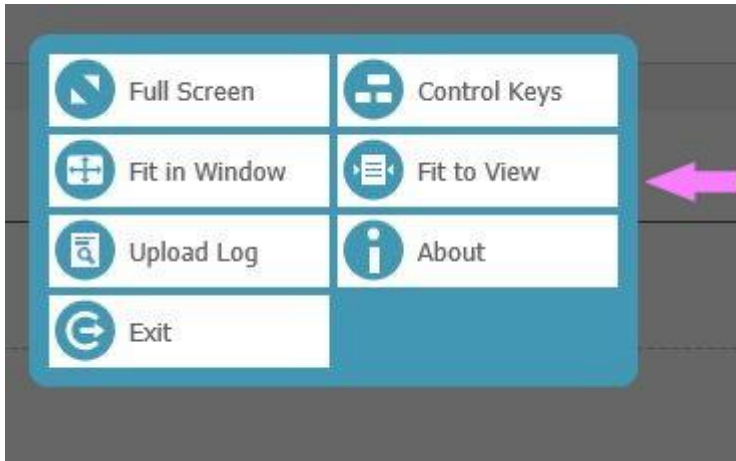 Full Screen
Control Keys
Fit in Window
Fit to View
Upload Log
About
Exit